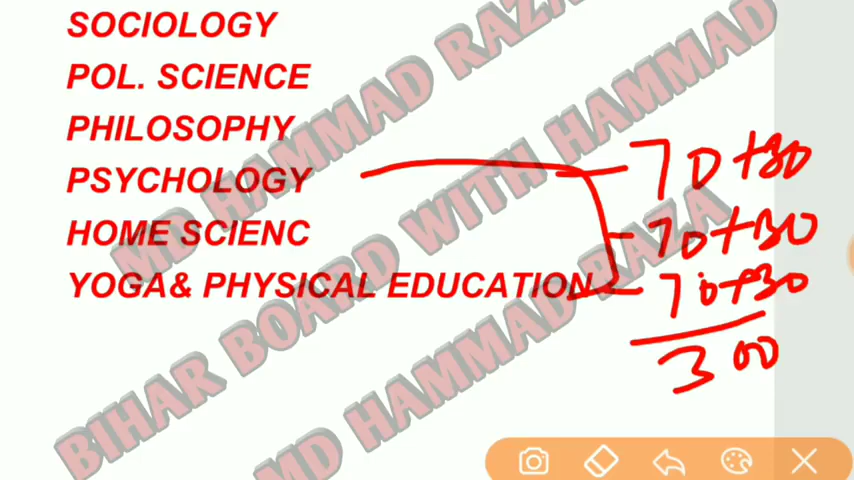 SOCIOLOGY
POL. SCIENCE
PHILOSOPHY
PSYCHOLOGY
HOME SCIENC
YOGA& PHYSICAL EDUCATION
70+30
70+30
70+30
300
MD HAMMAD RAZA
BIHAR BOARD WITH HAMMAD
MD HAMMAD RAZA